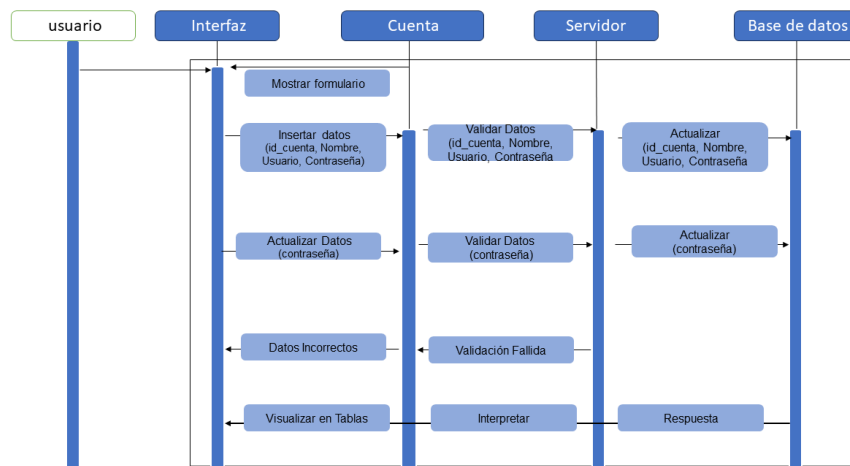 usuario
Interfaz
Cuenta
Servidor
Base de datos
Mostrar formulario
Insertar datos
(id_cuenta, Nombre,
Usuario, Contraseña)
Validar Datos
(id_cuenta, Nombre,
Usuario, Contraseña
Actualizar
(id_cuenta, Nombre,
Usuario, Contraseña
Actualizar Datos
(contraseña)
Validar Datos
(contraseña)
Actualizar
(contraseña)
Datos Incorrectos
Validación Fallida
Visualizar en Tablas
Interpretar
Respuesta